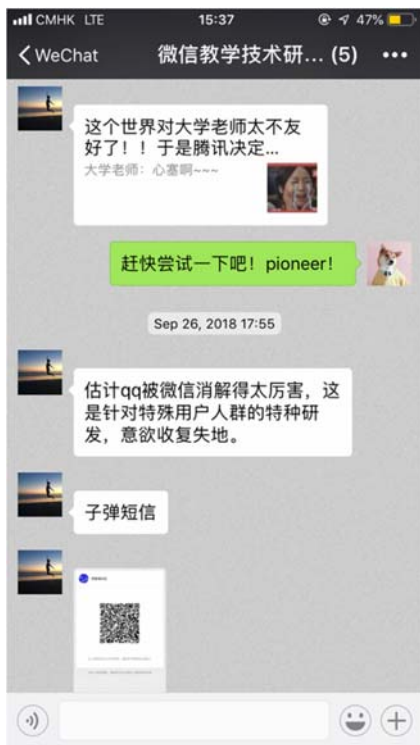 CMHK LTE 15:37 47%
WeChat 微信教学技术研... (5)
这个世界对大学老师太不友
好了！！于是腾讯决定...
大学老师：心塞啊~~~
赶快尝试一下吧！pioneer!
Sep 26, 2018 17:55
估计qq被微信消解得太厉害，这
是针对特殊用户人群的特种研
发，意欲收复失地。
子弹短信